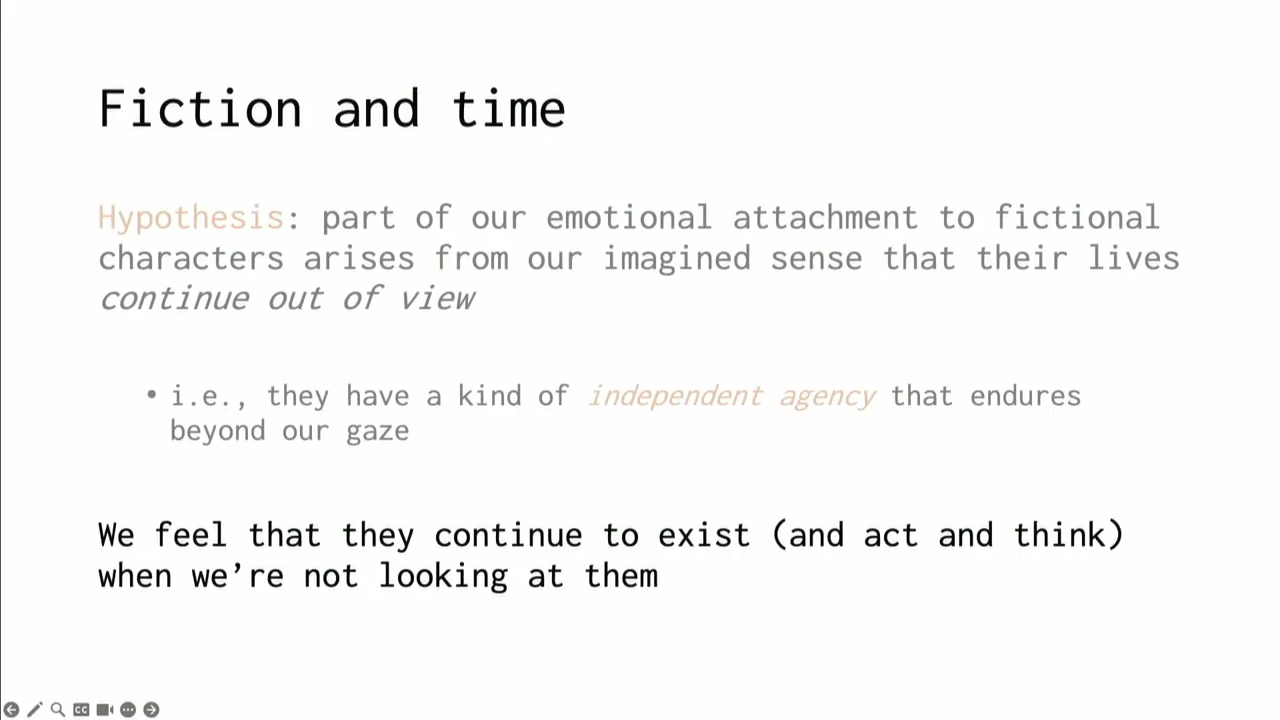 Fiction and time
Hypothesis: part of our emotional attachment to fictional
characters arises from our imagined sense that their lives
continue out of view
• i.e., they have a kind of independent agency that endures
beyond our gaze
We feel that they continue to exist (and act and think)
when we’re not looking at them
CC